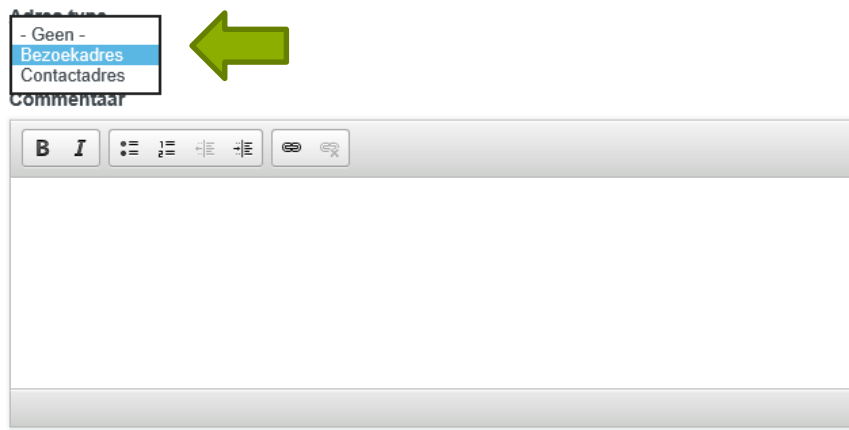 Adres type
- Geen -
Bezoekadres
Contactadres
Commentaar
B I